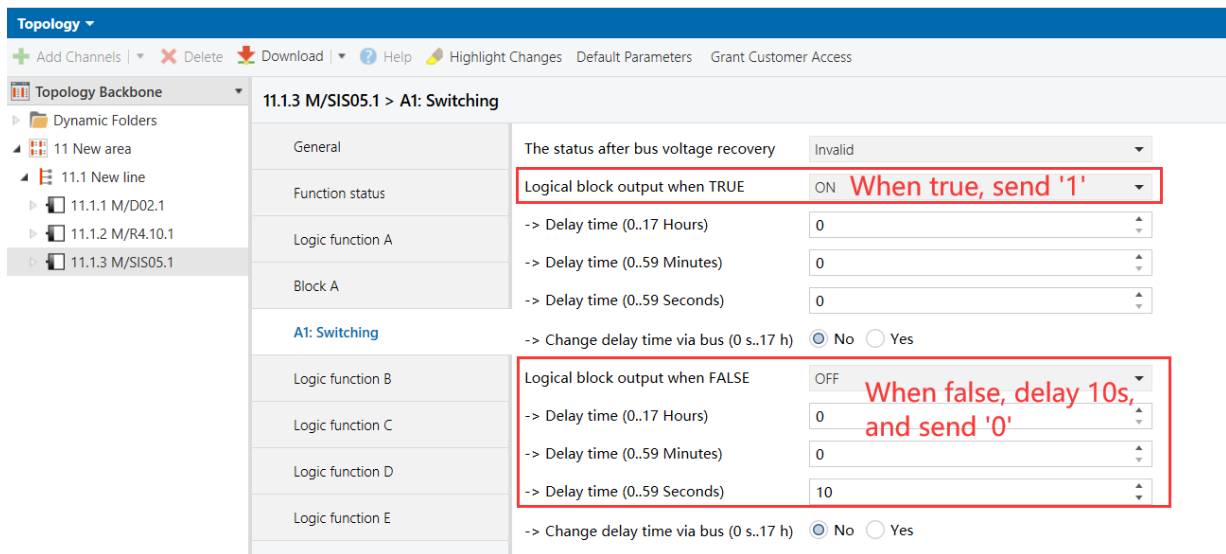 Topology
Add Channels | Delete Download | Help Highlight Changes Default Parameters Grant Customer Access
Topology Backbone
Dynamic Folders
11 New area
11.1 New line
11.1.1 M/D02.1
11.1.2 M/R4.10.1
11.1.3 M/SIS05.1
11.1.3 M/SIS05.1 > A1: Switching
General
Function status
Logic function A
Block A
A1: Switching
Logic function B
Logic function C
Logic function D
Logic function E
The status after bus voltage recovery Invalid
Logical block output when TRUE ON When true, send '1'
-> Delay time (0..17 Hours) 0
-> Delay time (0..59 Minutes) 0
-> Delay time (0..59 Seconds) 0
-> Change delay time via bus (0 s..17 h) No Yes
Logical block output when FALSE OFF
When false, delay 10s,
-> Delay time (0..17 Hours) 0
and send '0'
-> Delay time (0..59 Minutes) 0
-> Delay time (0..59 Seconds) 10
-> Change delay time via bus (0 s..17 h) No Yes